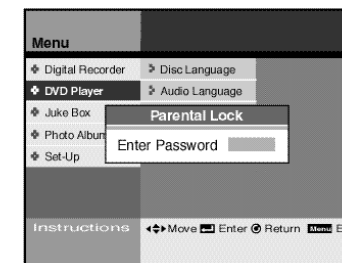 Menu
Digital Recorder
Disc Language
DVD Player
Audio Language
Juke Box
Parental Lock
Photo Album
Enter Password
Set-Up
Instructions
Move Enter Return Menu E